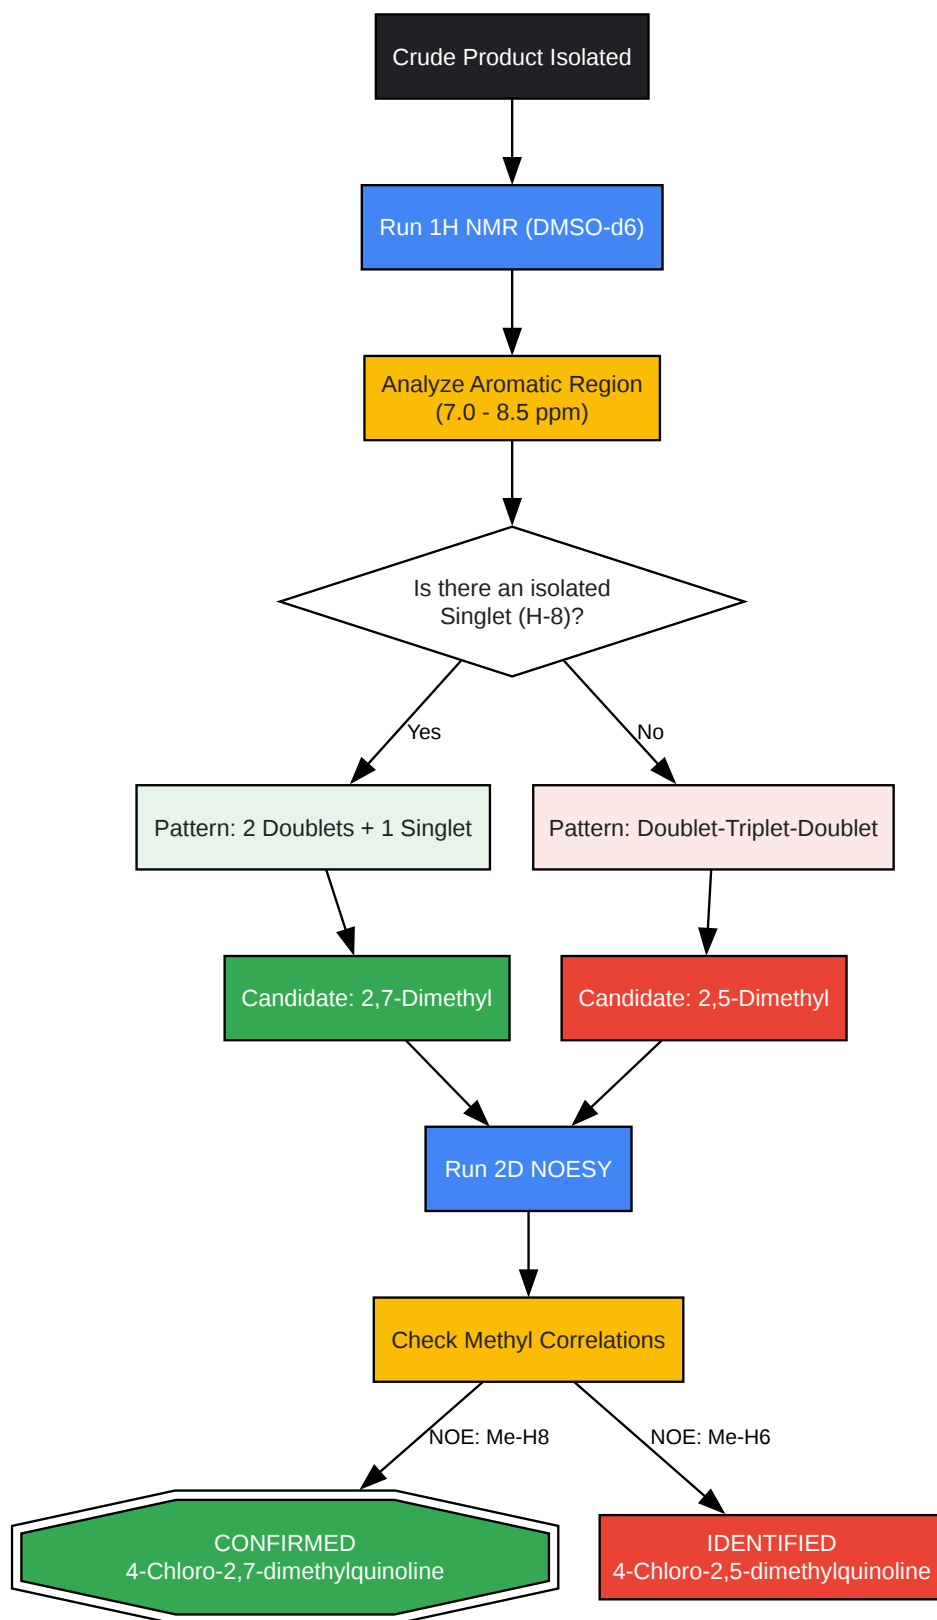 Crude Product Isolated
Run 1H NMR (DMSO-d6)
Analyze Aromatic Region
(7.0 - 8.5 ppm)
Is there an isolated
Singlet (H-8)?
Yes
No
Pattern: 2 Doublets + 1 Singlet
Pattern: Doublet-Triplet-Doublet
Candidate: 2,7-Dimethyl
Candidate: 2,5-Dimethyl
Run 2D NOESY
Check Methyl Correlations
NOE: Me-H8
NOE: Me-H6
CONFIRMED
4-Chloro-2,7-dimethylquinoline
IDENTIFIED
4-Chloro-2,5-dimethylquinoline